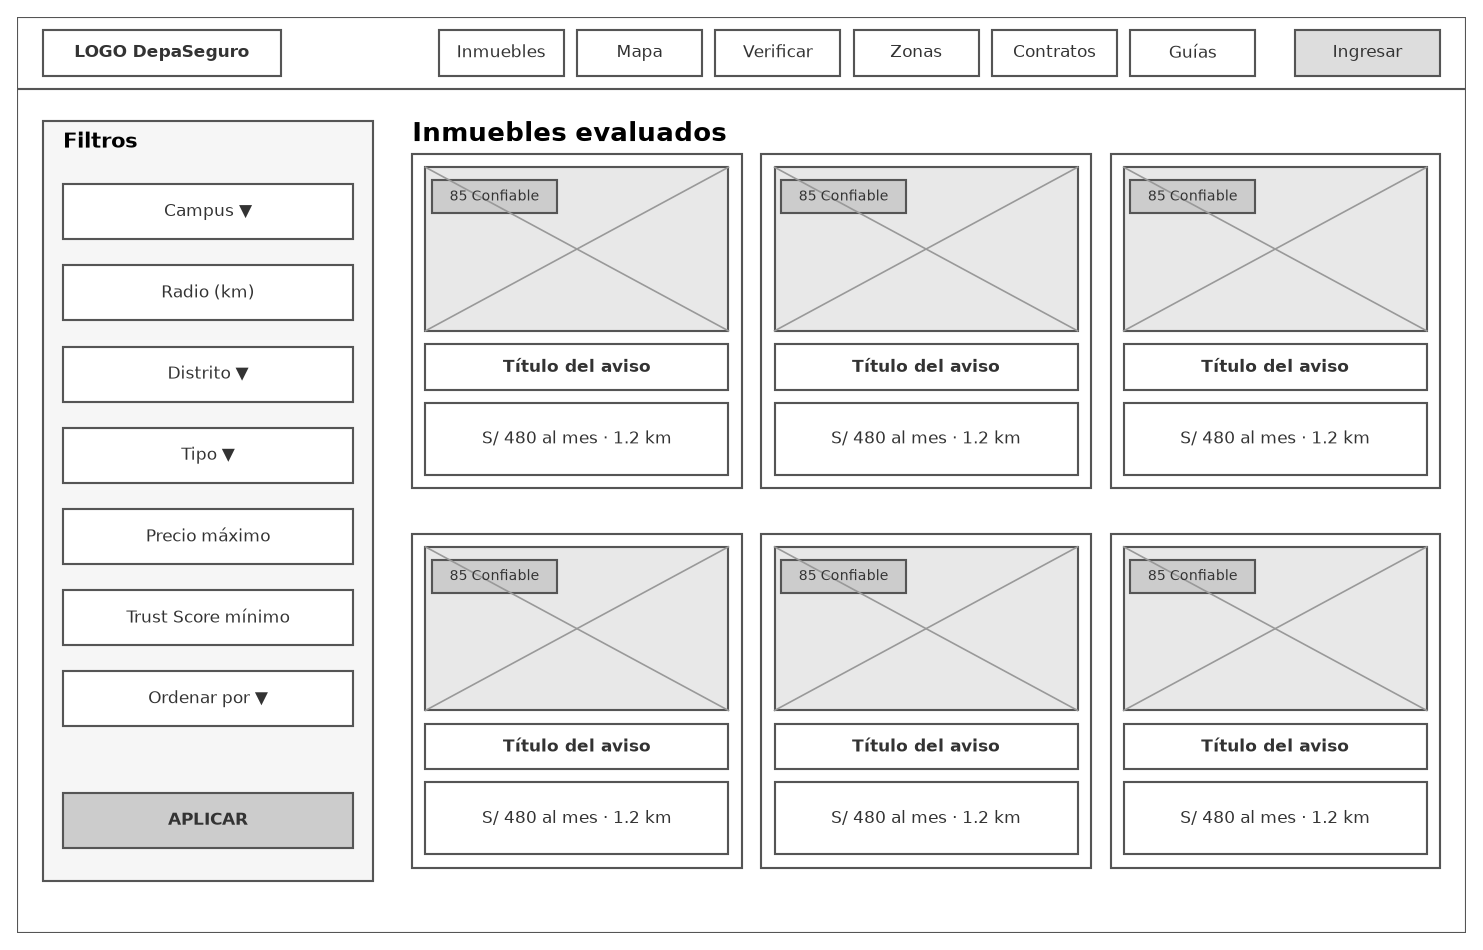 LOGO DepaSeguro
Inmuebles
Mapa
Verificar
Zonas
Contratos
Guías
Ingresar
Filtros
Campus ▼
Radio (km)
Distrito ▼
Tipo ▼
Precio máximo
Trust Score mínimo
Ordenar por ▼
APLICAR
Inmuebles evaluados
85 Confiable
Título del aviso
S/ 480 al mes · 1.2 km
85 Confiable
Título del aviso
S/ 480 al mes · 1.2 km
85 Confiable
Título del aviso
S/ 480 al mes · 1.2 km
85 Confiable
Título del aviso
S/ 480 al mes · 1.2 km
85 Confiable
Título del aviso
S/ 480 al mes · 1.2 km
85 Confiable
Título del aviso
S/ 480 al mes · 1.2 km